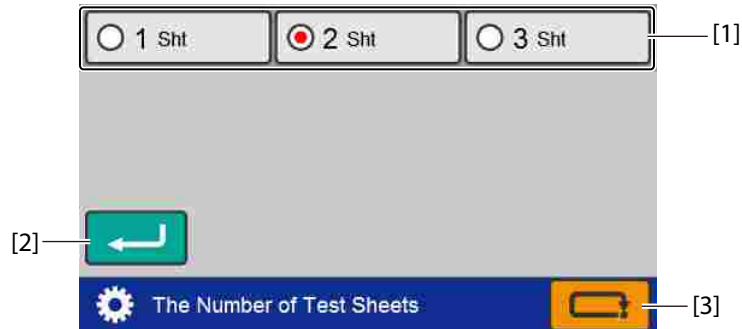 1 Sht 2 Sht 3 Sht [1]
[2]
The Number of Test Sheets [3]